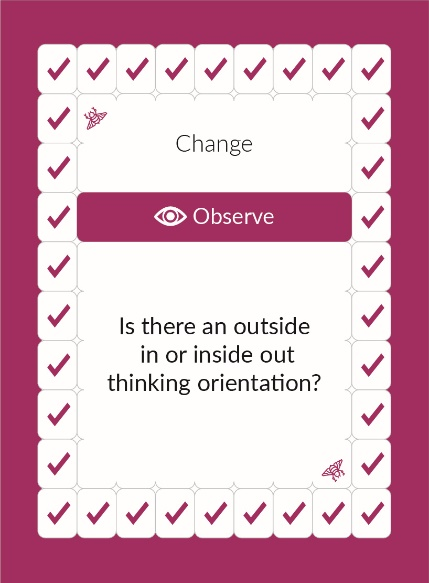 Change
Observe
Is there an outside
in or inside out
thinking orientation?